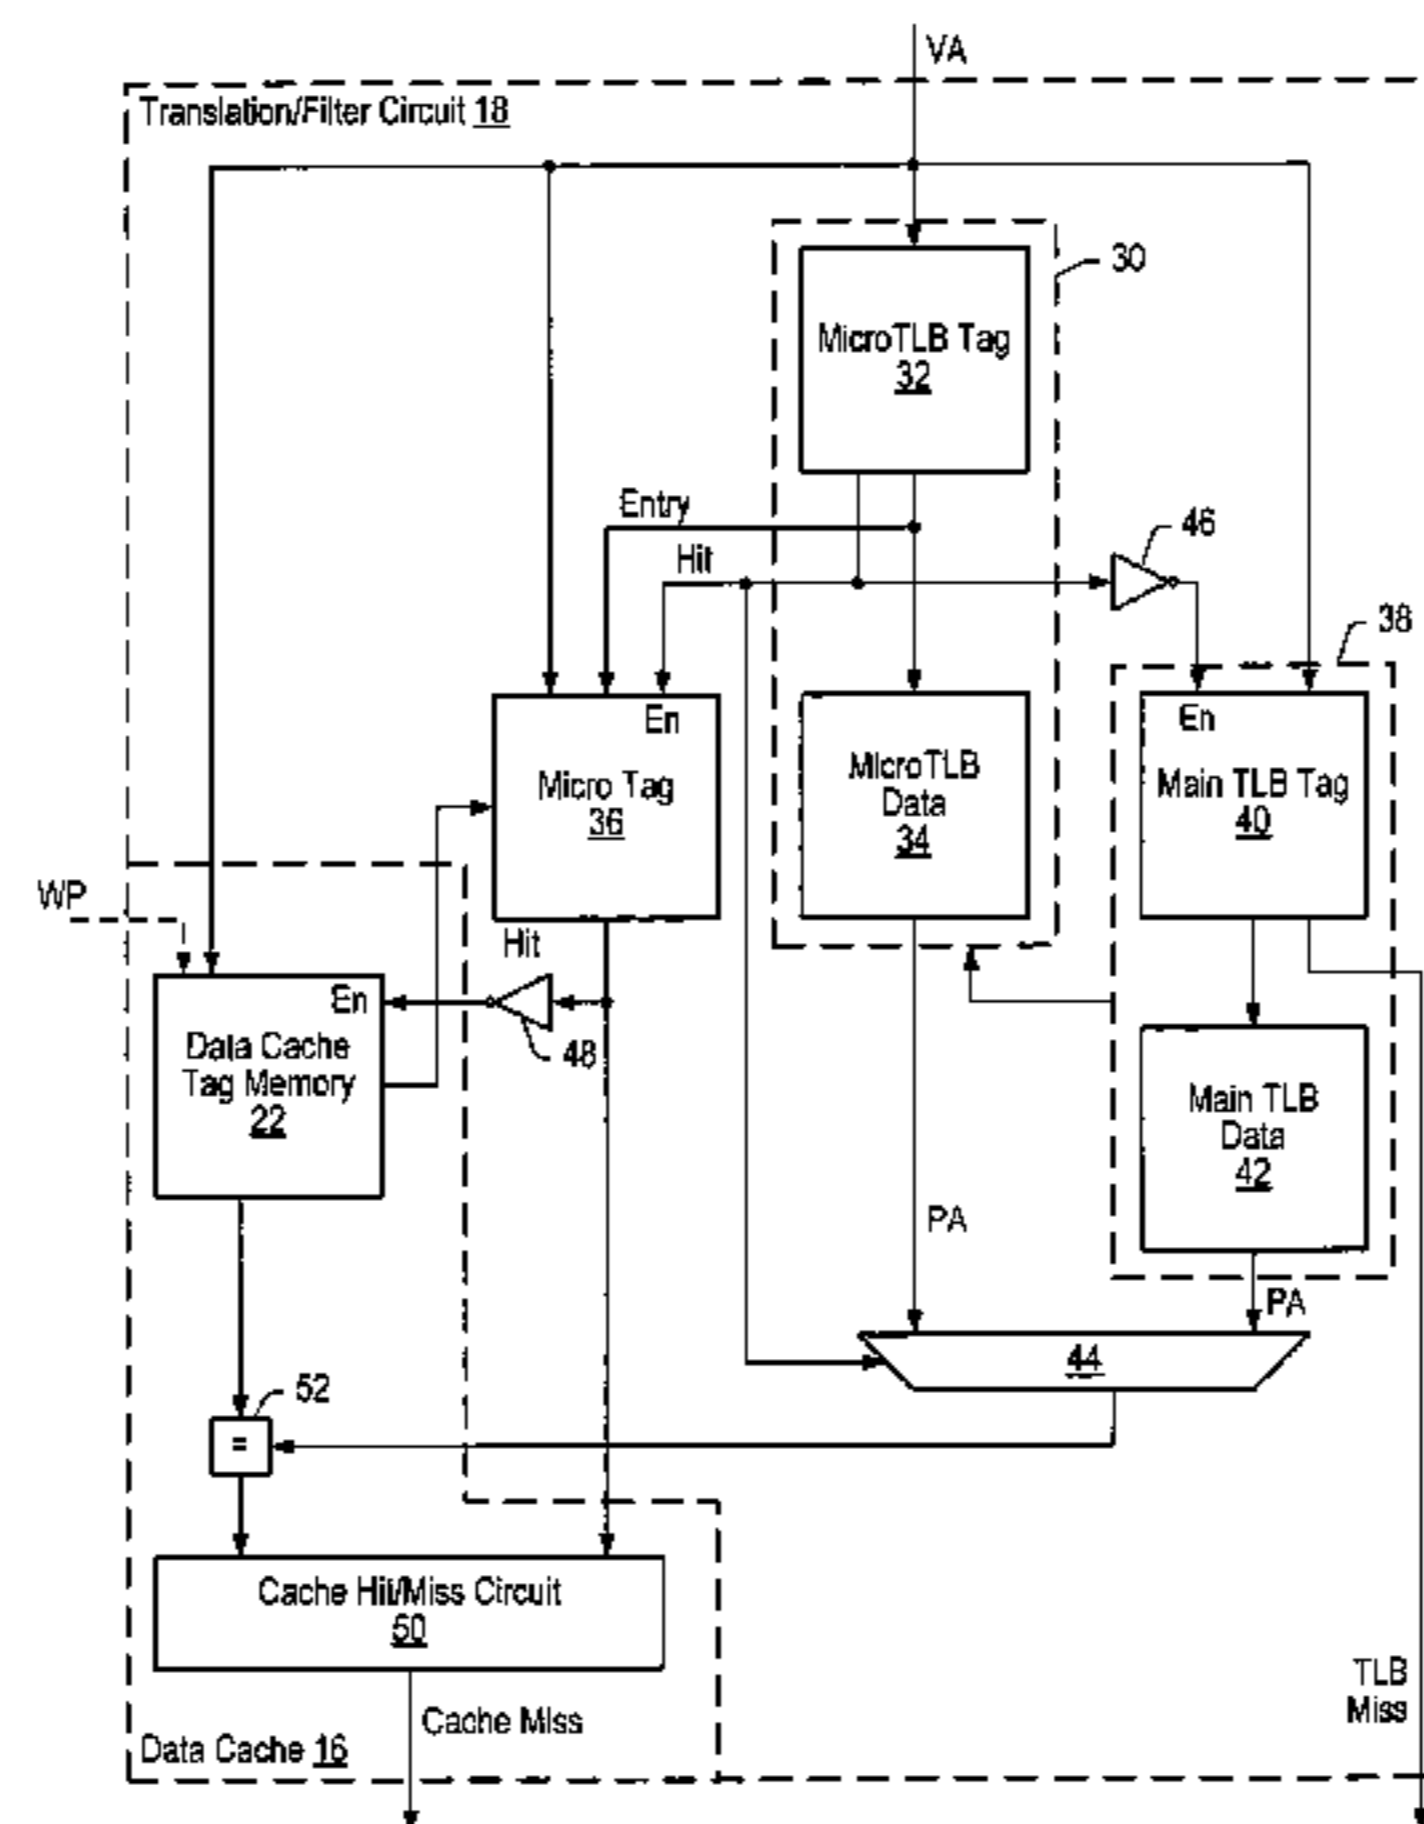 VA
Translation/Filter Circuit 18
30
MicroTLB Tag
32
Entry
46
Hit
38
En
En
Micro Tag
36
MicroTLB
Data
34
Main TLB Tag
40
WP
Hit
En
48
Data Cache
Tag Memory
22
Main TLB
Data
42
PA
PA
44
52
=
Cache Hit/Miss Circuit
50
TLB
Miss
Cache Miss
Data Cache 16